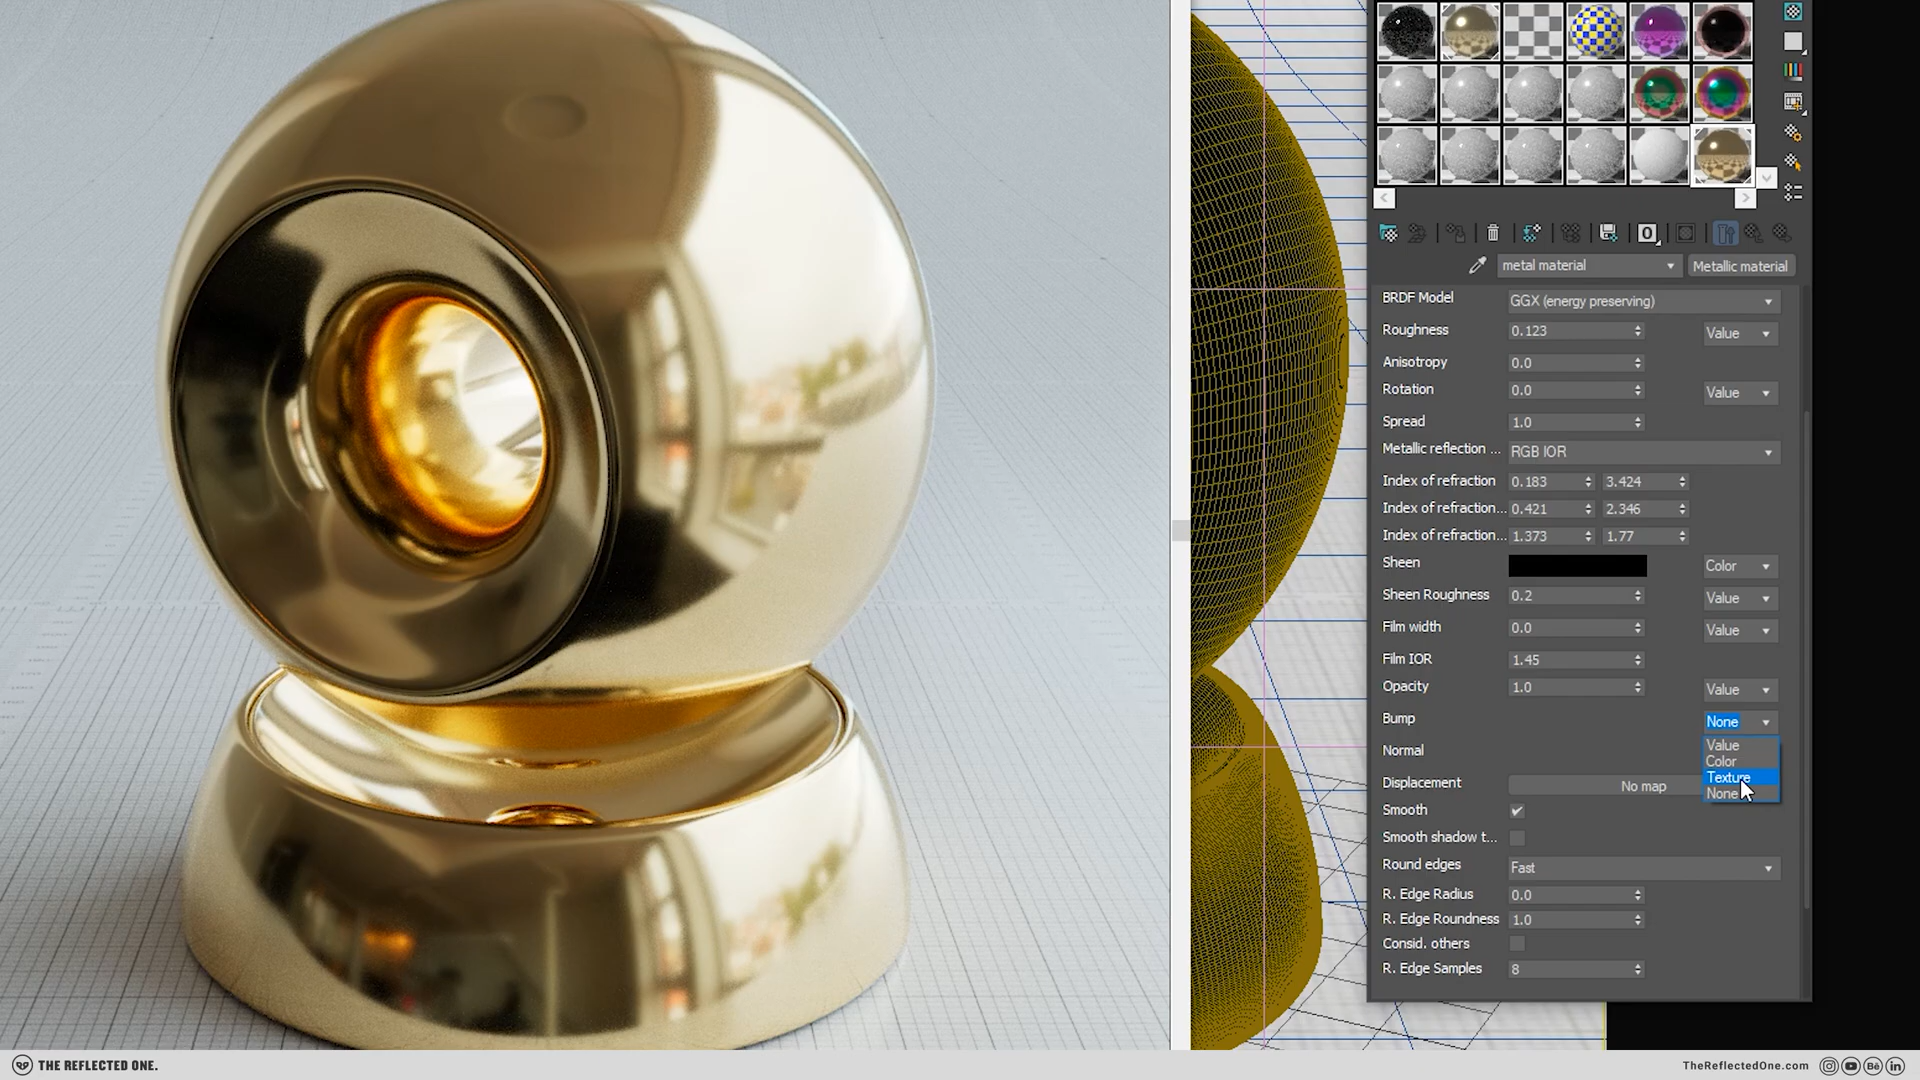 metal material Metallic material
BRDF Model GGX (energy preserving)
Roughness 0.123 Value
Anisotropy 0.0
Rotation 0.0 Value
Spread 1.0
Metallic reflection ... RGB IOR
Index of refraction 0.183 3.424
Index of refraction... 0.421 2.346
Index of refraction... 1.373 1.77
Sheen Color
Sheen Roughness 0.2 Value
Film width 0.0 Value
Film IOR 1.45
Opacity 1.0 Value
Bump None
Value
Normal
Color
Texture
Displacement No map
None
Smooth
Smooth shadow t...
Round edges Fast
R. Edge Radius 0.0
R. Edge Roundness 1.0
Consid. others
R. Edge Samples 8
THE REFLECTED ONE.
TheReflectedOne.com